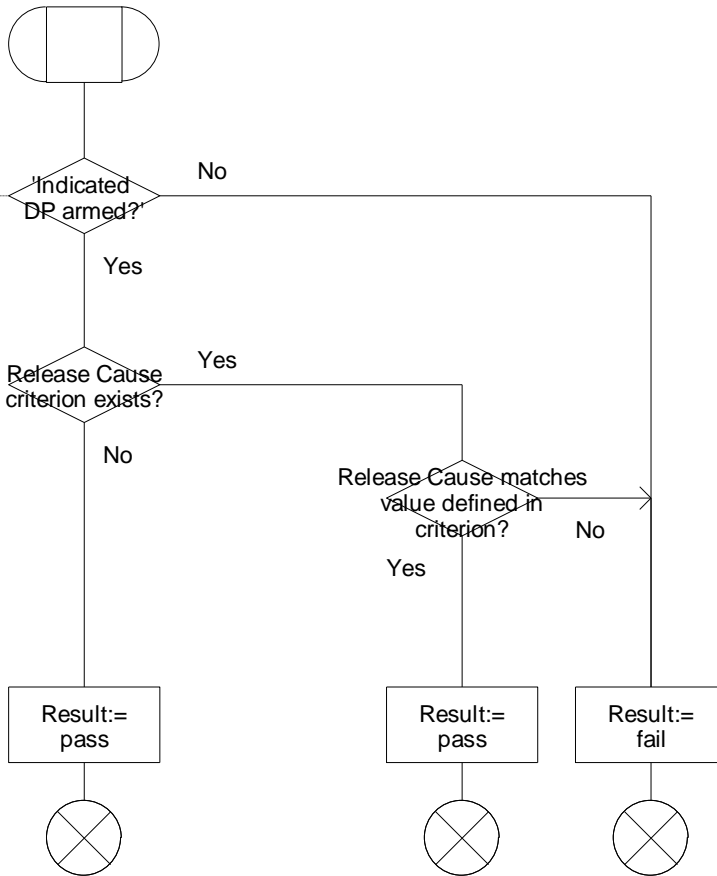 No
'Indicated
DP armed?'
Yes
Release Cause
criterion exists?
Yes
No
Release Cause matches
value defined in
criterion?
No
Yes
Result:=
pass
Result:=
pass
Result:=
fail